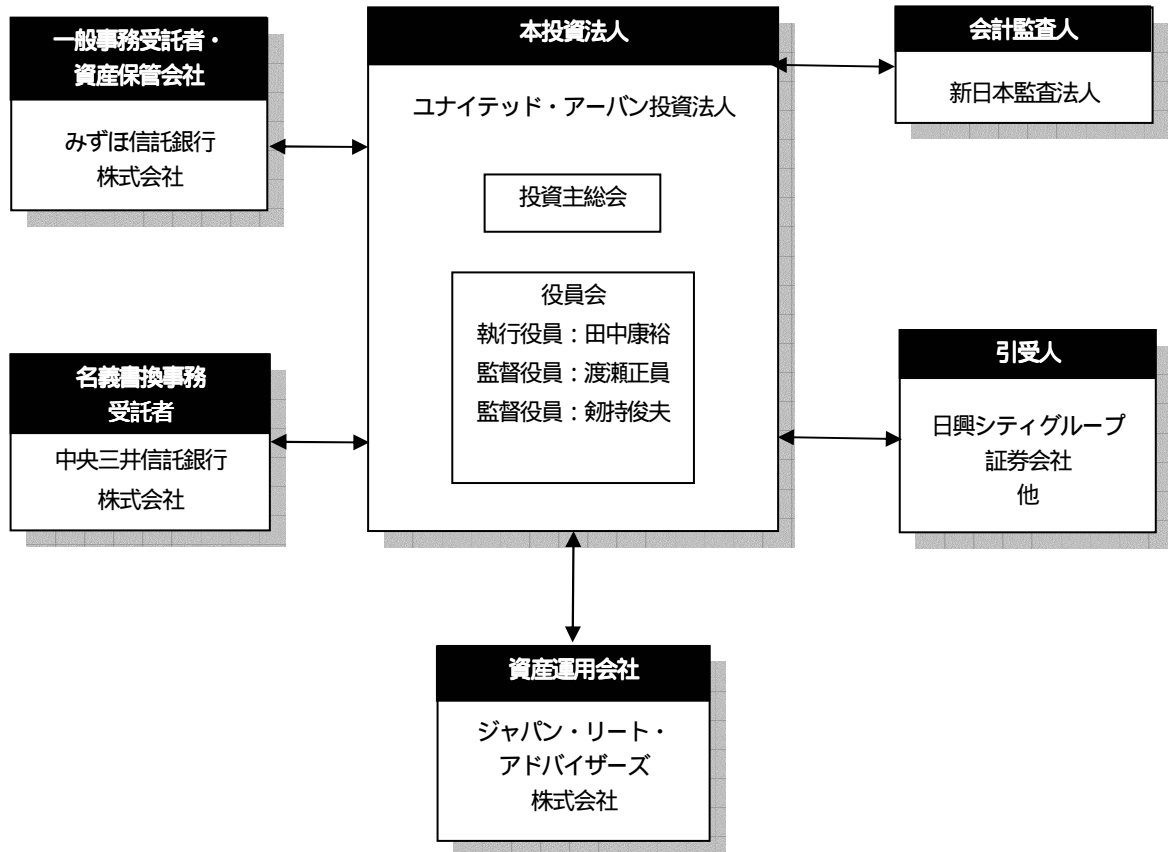 一般事務受託者・
資産保管会社
みずほ信託銀行
株式会社
名義書換事務
受託者
中央三井信託銀行
株式会社
本投資法人
ユナイテッド・アーバン投資法人
投資主総会
役員会
執行役員：田中康裕
監督役員：渡瀬正員
監督役員：剱持俊夫
会計監査人
新日本監査法人
引受人
日興シティグループ
証券会社
他
資産運用会社
ジャパン・リート・
アドバイザーズ
株式会社